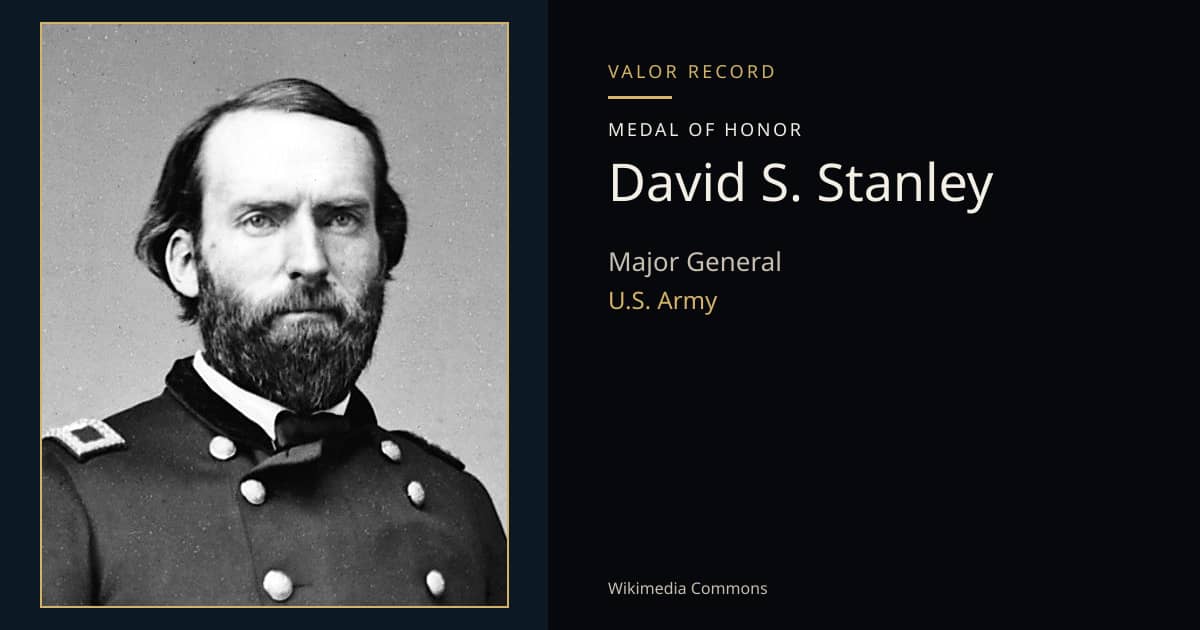 VALOR RECORD
MEDAL OF HONOR
David S. Stanley
Major General
U.S. Army
Wikimedia Commons